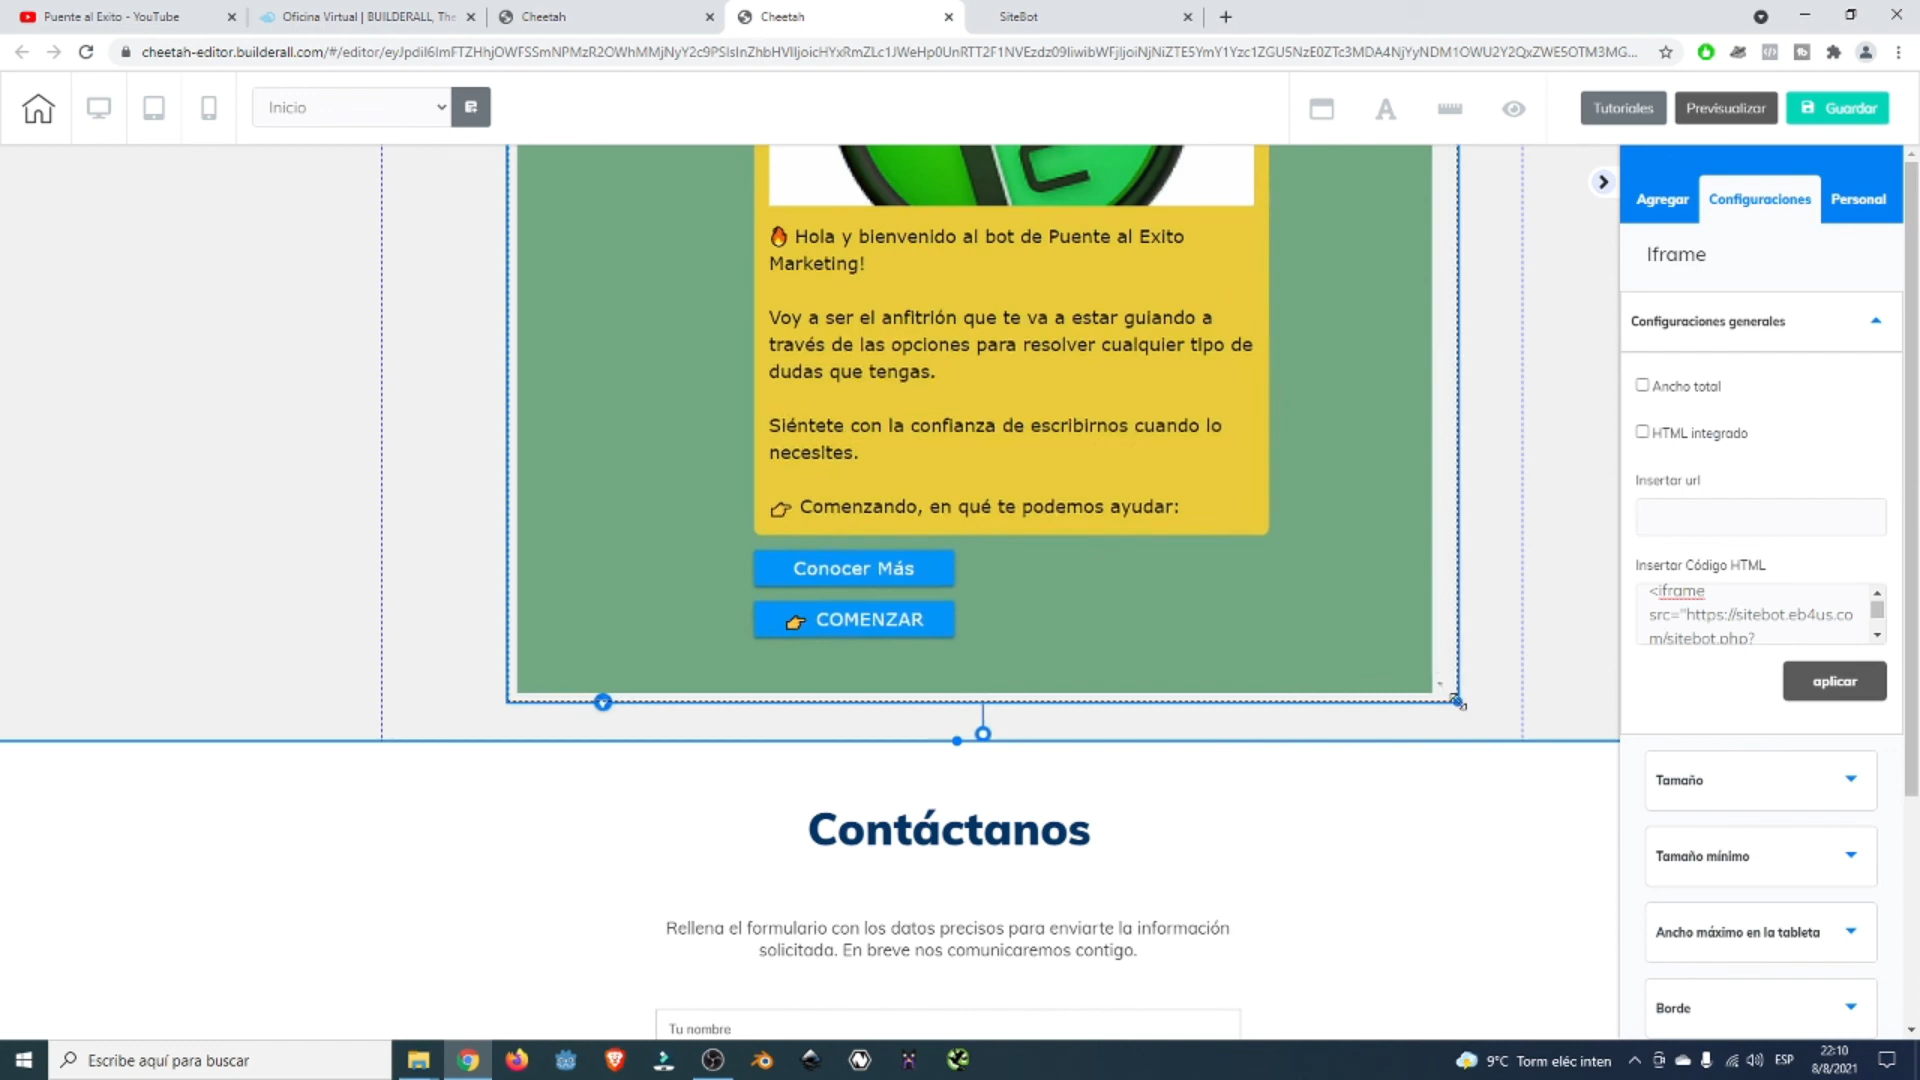 Puente al Exito - YouTube
Oficina Virtual | BUILDERALL, The
Cheetah
Cheetah
SiteBot
Inicio
Tutoriales
Previsualizar
Guardar
Agregar
Configuraciones
Personal
Iframe
Configuraciones generales
Ancho total
HTML integrado
Insertar url
Insertar Código HTML
<iframe
src="https://sitebot.eb4us.co
m/sitebot.php?
aplicar
Tamaño
Tamaño mínimo
Ancho máximo en la tableta
Borde
🔥 Hola y bienvenido al bot de Puente al Exito
Marketing!
Voy a ser el anfitrión que te va a estar guiando a
través de las opciones para resolver cualquier tipo de
dudas que tengas.
Siéntete con la confianza de escribirnos cuando lo
necesites.
👉 Comenzando, en qué te podemos ayudar:
Conocer Más
👉 COMENZAR
Contáctanos
Rellena el formulario con los datos precisos para enviarte la información
solicitada. En breve nos comunicaremos contigo.
Tu nombre
Escribe aquí para buscar
9°C Torm eléc inten
ESP
22:10
8/8/2021